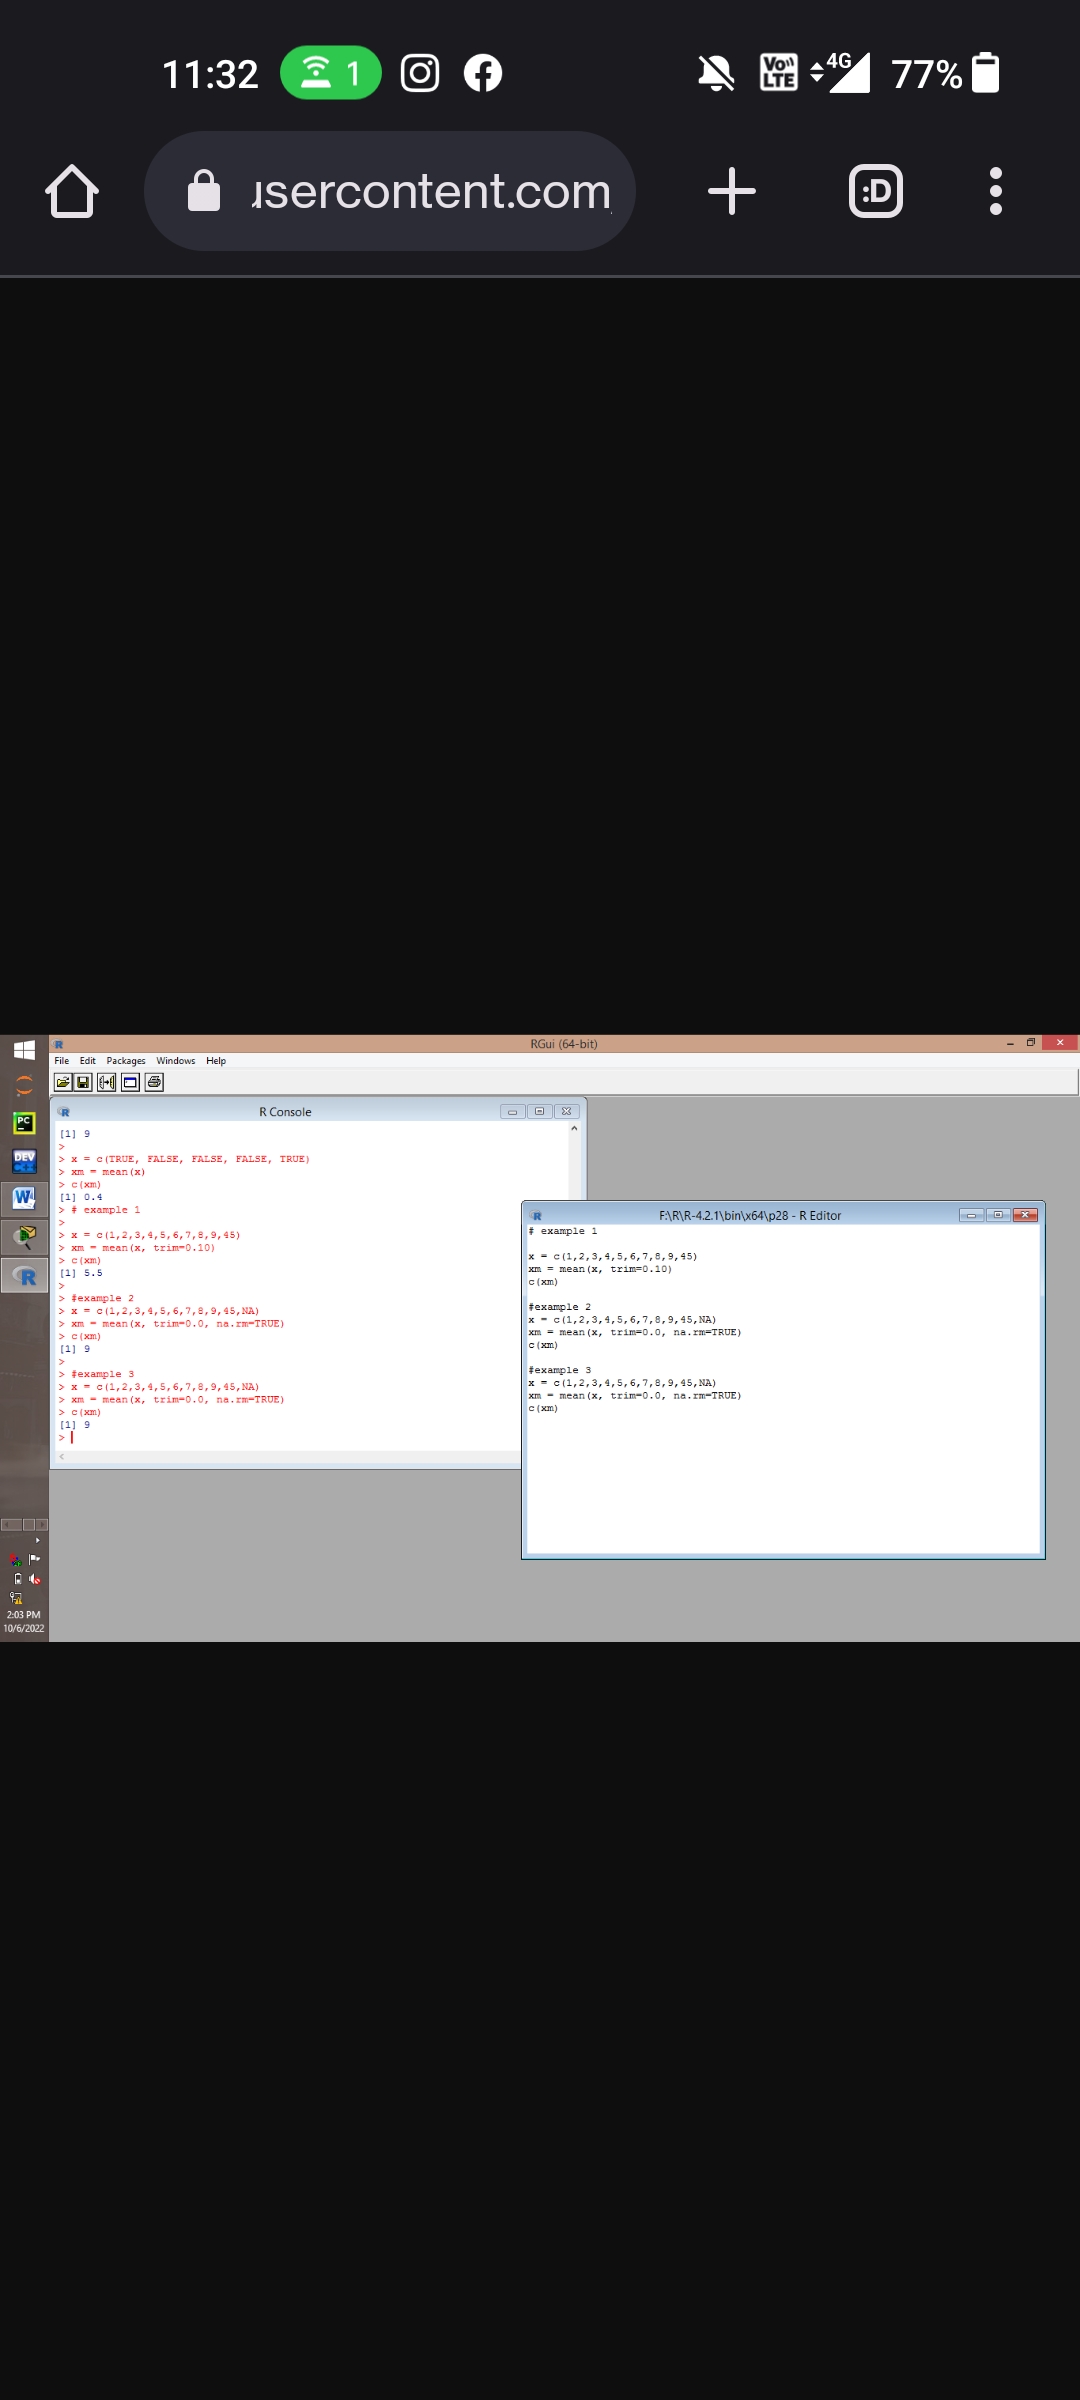 11:32
1
Vo))
LTE
4G
77%
usercontent.com
:D
RGui (64-bit)
File Edit Packages Windows Help
R Console
[1] 9
>
> x = c(TRUE, FALSE, FALSE, FALSE, TRUE)
> xm = mean(x)
> c(xm)
[1] 0.4
> # example 1
>
> x = c(1,2,3,4,5,6,7,8,9,45)
> xm = mean(x, trim=0.10)
> c(xm)
[1] 5.5
>
> #example 2
> x = c(1,2,3,4,5,6,7,8,9,45,NA)
> xm = mean(x, trim=0.0, na.rm=TRUE)
> c(xm)
[1] 9
>
> #example 3
> x = c(1,2,3,4,5,6,7,8,9,45,NA)
> xm = mean(x, trim=0.0, na.rm=TRUE)
> c(xm)
[1] 9
>
F:\R\R-4.2.1\bin\x64\p28 - R Editor
# example 1
x = c(1,2,3,4,5,6,7,8,9,45)
xm = mean(x, trim=0.10)
c(xm)
#example 2
x = c(1,2,3,4,5,6,7,8,9,45,NA)
xm = mean(x, trim=0.0, na.rm=TRUE)
c(xm)
#example 3
x = c(1,2,3,4,5,6,7,8,9,45,NA)
xm = mean(x, trim=0.0, na.rm=TRUE)
c(xm)
PC
DEV
C++
W
R
2:03 PM
10/6/2022